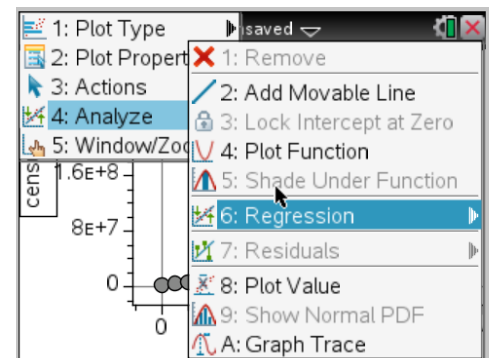 1: Plot Type
saved
2: Plot Propert
3: Actions
4: Analyze
5: Window/Zoo
1: Remove
2: Add Movable Line
3: Lock Intercept at Zero
4: Plot Function
5: Shade Under Function
6: Regression
7: Residuals
8: Plot Value
9: Show Normal PDF
A: Graph Trace
cens
1.6E+8
8E+7
0
0